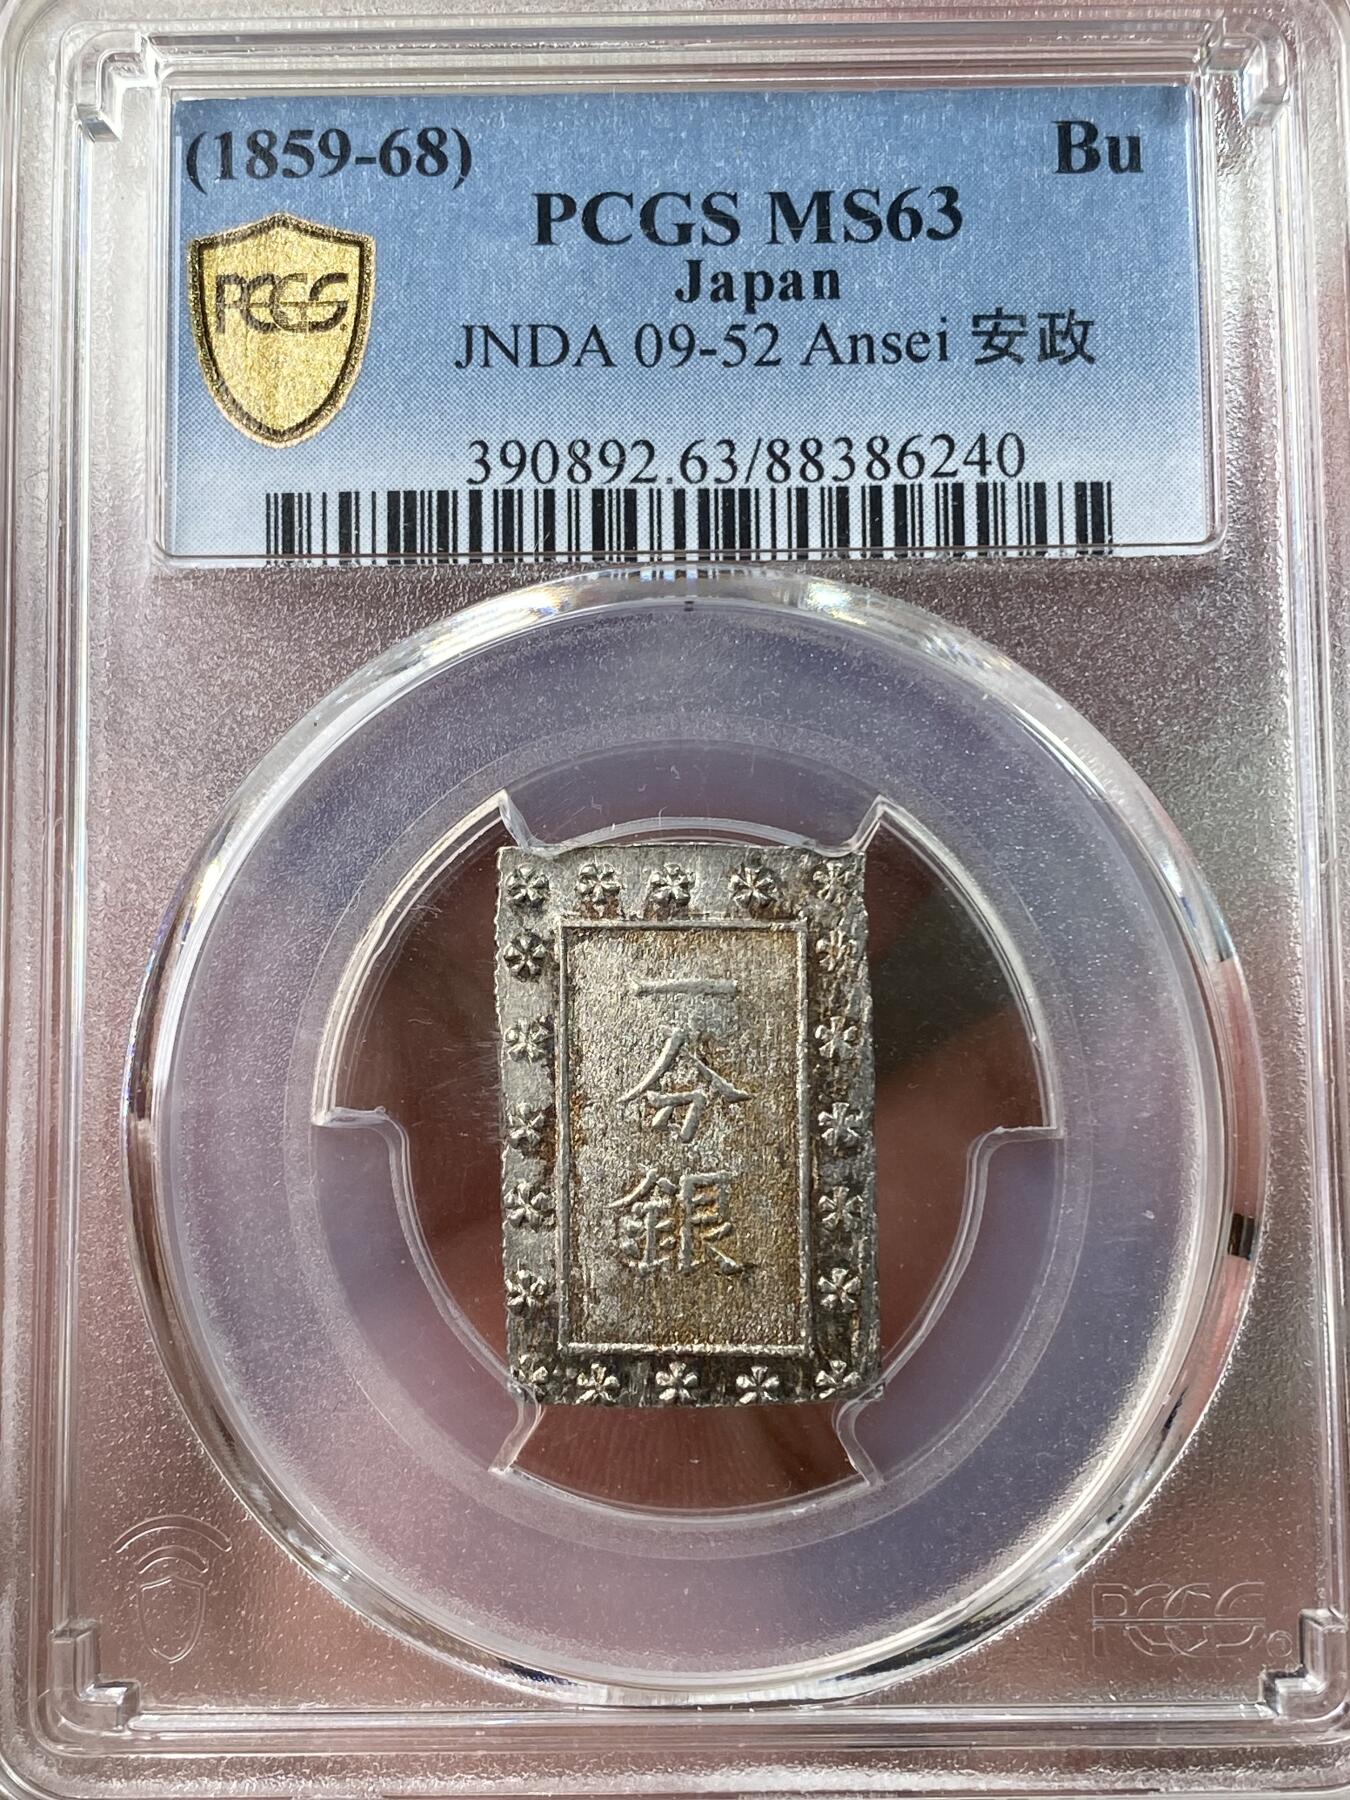 (1859-68) Bu
PCGS MS63
PCGS
Japan
JNDA 09-52 Ansei 安政
390892.63/88386240
一
分
銀
PCGS